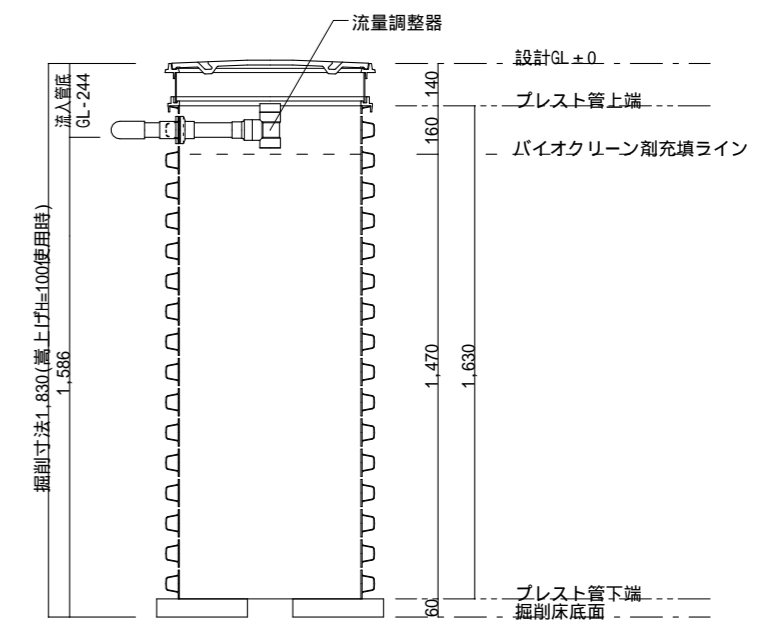 流量調整器
設計GL±0
プレスト管上端
バイオクリーン剤充填ライン
流入管底
GL-244
140
160
掘削寸法1,830(嵩上げH=100使用時)
1,586
1,470
1,630
60
プレスト管下端
掘削床底面